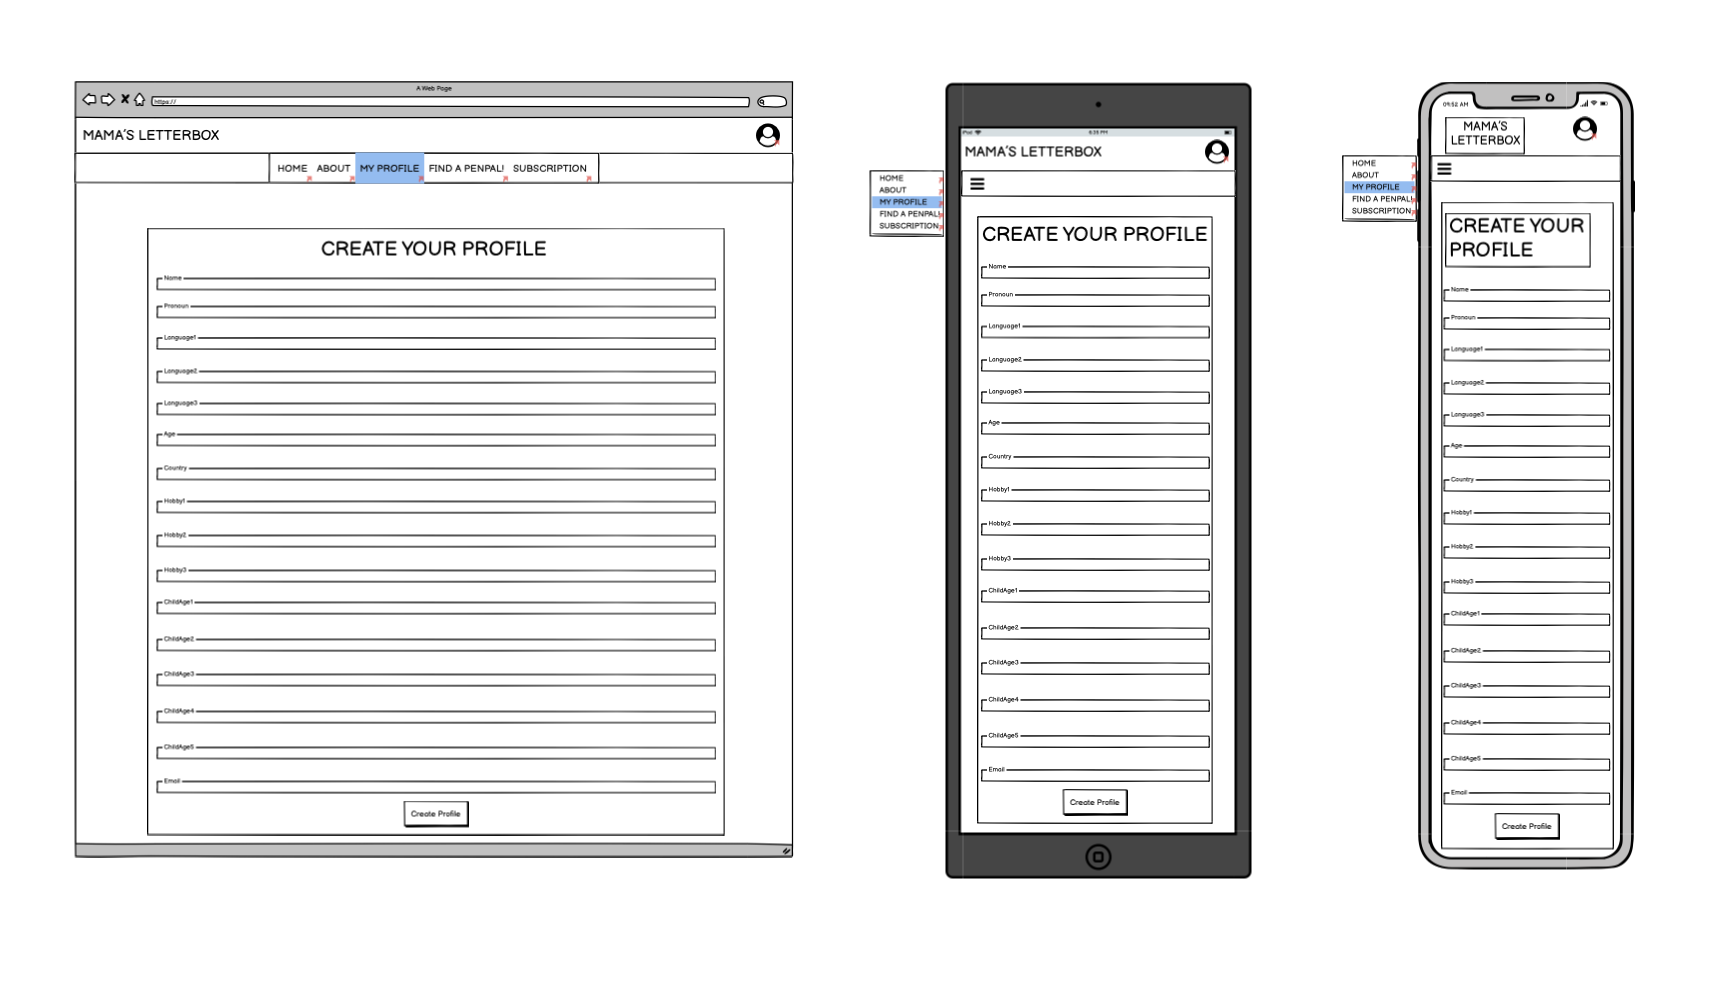 A Web Page
https://
MAMA'S LETTERBOX
HOME ABOUT MY PROFILE FIND A PENPAL! SUBSCRIPTION
CREATE YOUR PROFILE
Name
Pronoun
Language1
Language2
Language3
Age
Country
Hobby1
Hobby2
Hobby3
ChildAge1
ChildAge2
ChildAge3
ChildAge4
ChildAge5
Email
Create Profile
HOME
ABOUT
MY PROFILE
FIND A PENPAL!
SUBSCRIPTION
iPad 4:35 PM
MAMA'S LETTERBOX
CREATE YOUR PROFILE
Name
Pronoun
Language1
Language2
Language3
Age
Country
Hobby1
Hobby2
Hobby3
ChildAge1
ChildAge2
ChildAge3
ChildAge4
ChildAge5
Email
Create Profile
HOME
ABOUT
MY PROFILE
FIND A PENPAL!
SUBSCRIPTION
09:52 AM
MAMA'S
LETTERBOX
CREATE YOUR
PROFILE
Name
Pronoun
Language1
Language2
Language3
Age
Country
Hobby1
Hobby2
Hobby3
ChildAge1
ChildAge2
ChildAge3
ChildAge4
ChildAge5
Email
Create Profile